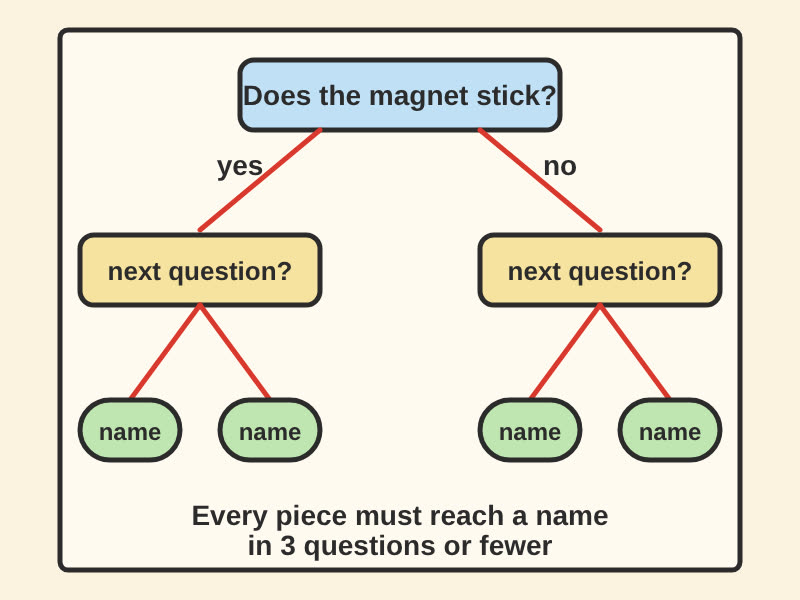 Does the magnet stick?
yes
no
next question?
next question?
name
name
name
name
Every piece must reach a name
in 3 questions or fewer